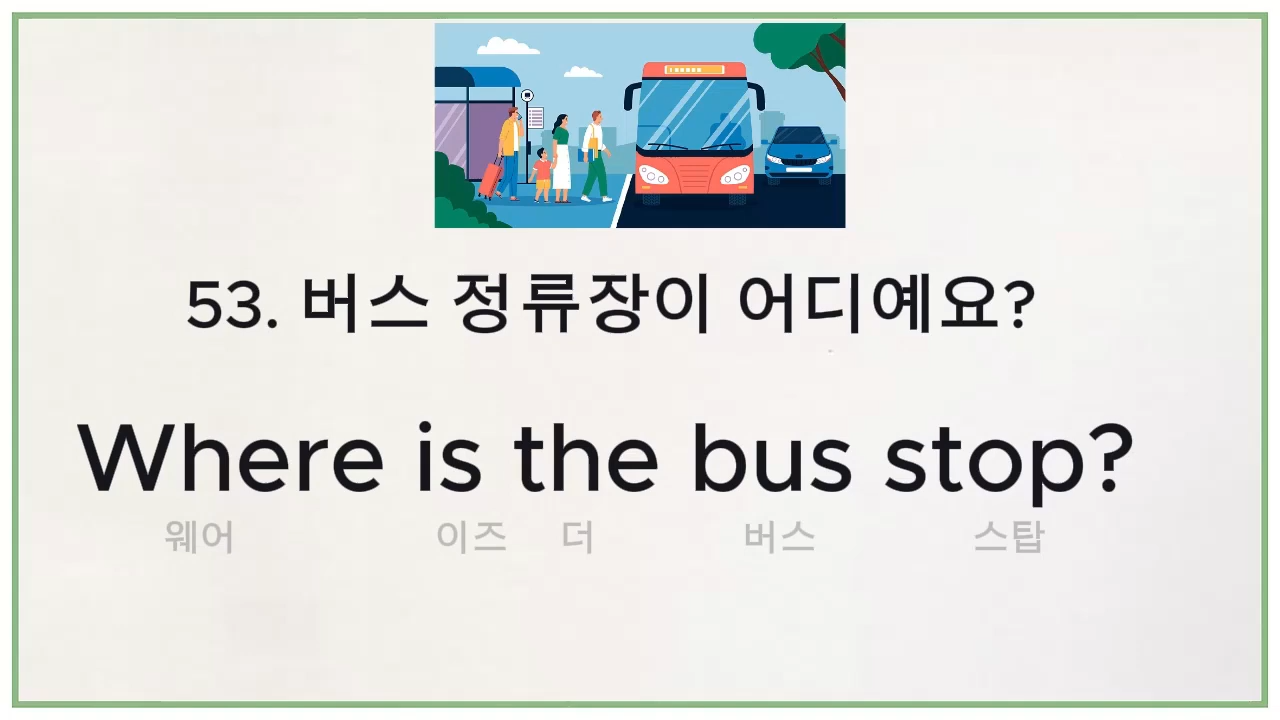 53. 버스 정류장이 어디예요?
Where is the bus stop?
웨어 이즈 더 버스 스탑